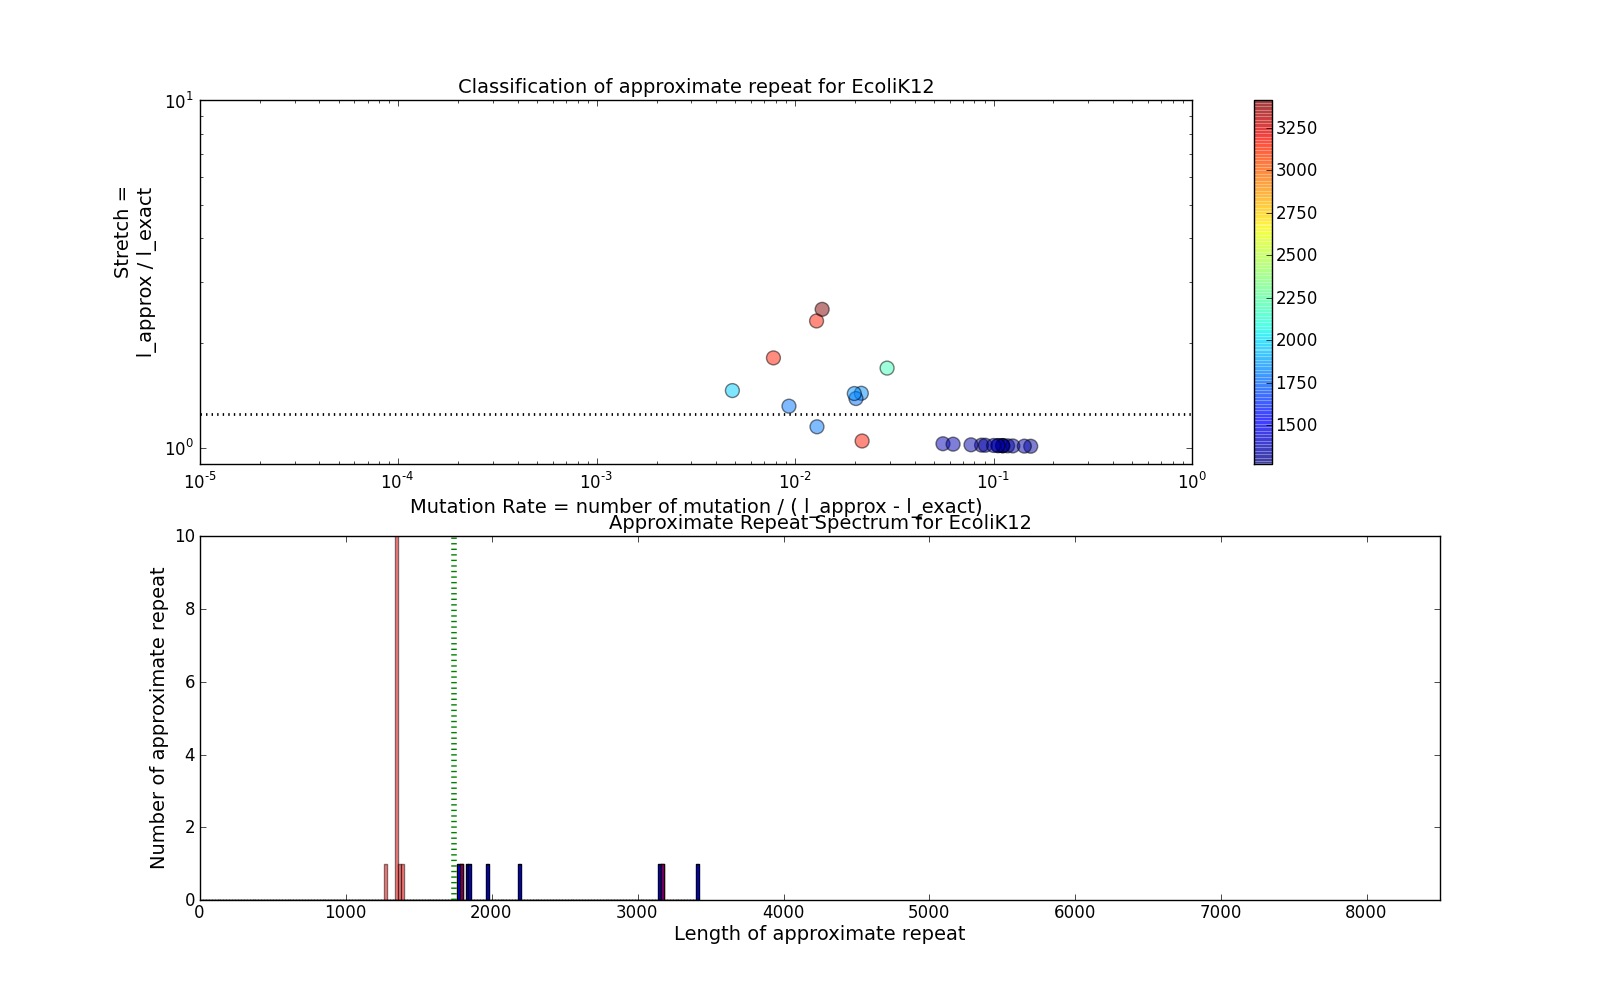 Classification of approximate repeat for EcoliK12
10^1
10^0
Stretch =
l_approx / l_exact
10^-5 10^-4 10^-3 10^-2 10^-1 10^0
Mutation Rate = number of mutation / ( l_approx - l_exact)
3250
3000
2750
2500
2250
2000
1750
1500
Approximate Repeat Spectrum for EcoliK12
10
8
6
4
2
0
Number of approximate repeat
0 1000 2000 3000 4000 5000 6000 7000 8000
Length of approximate repeat